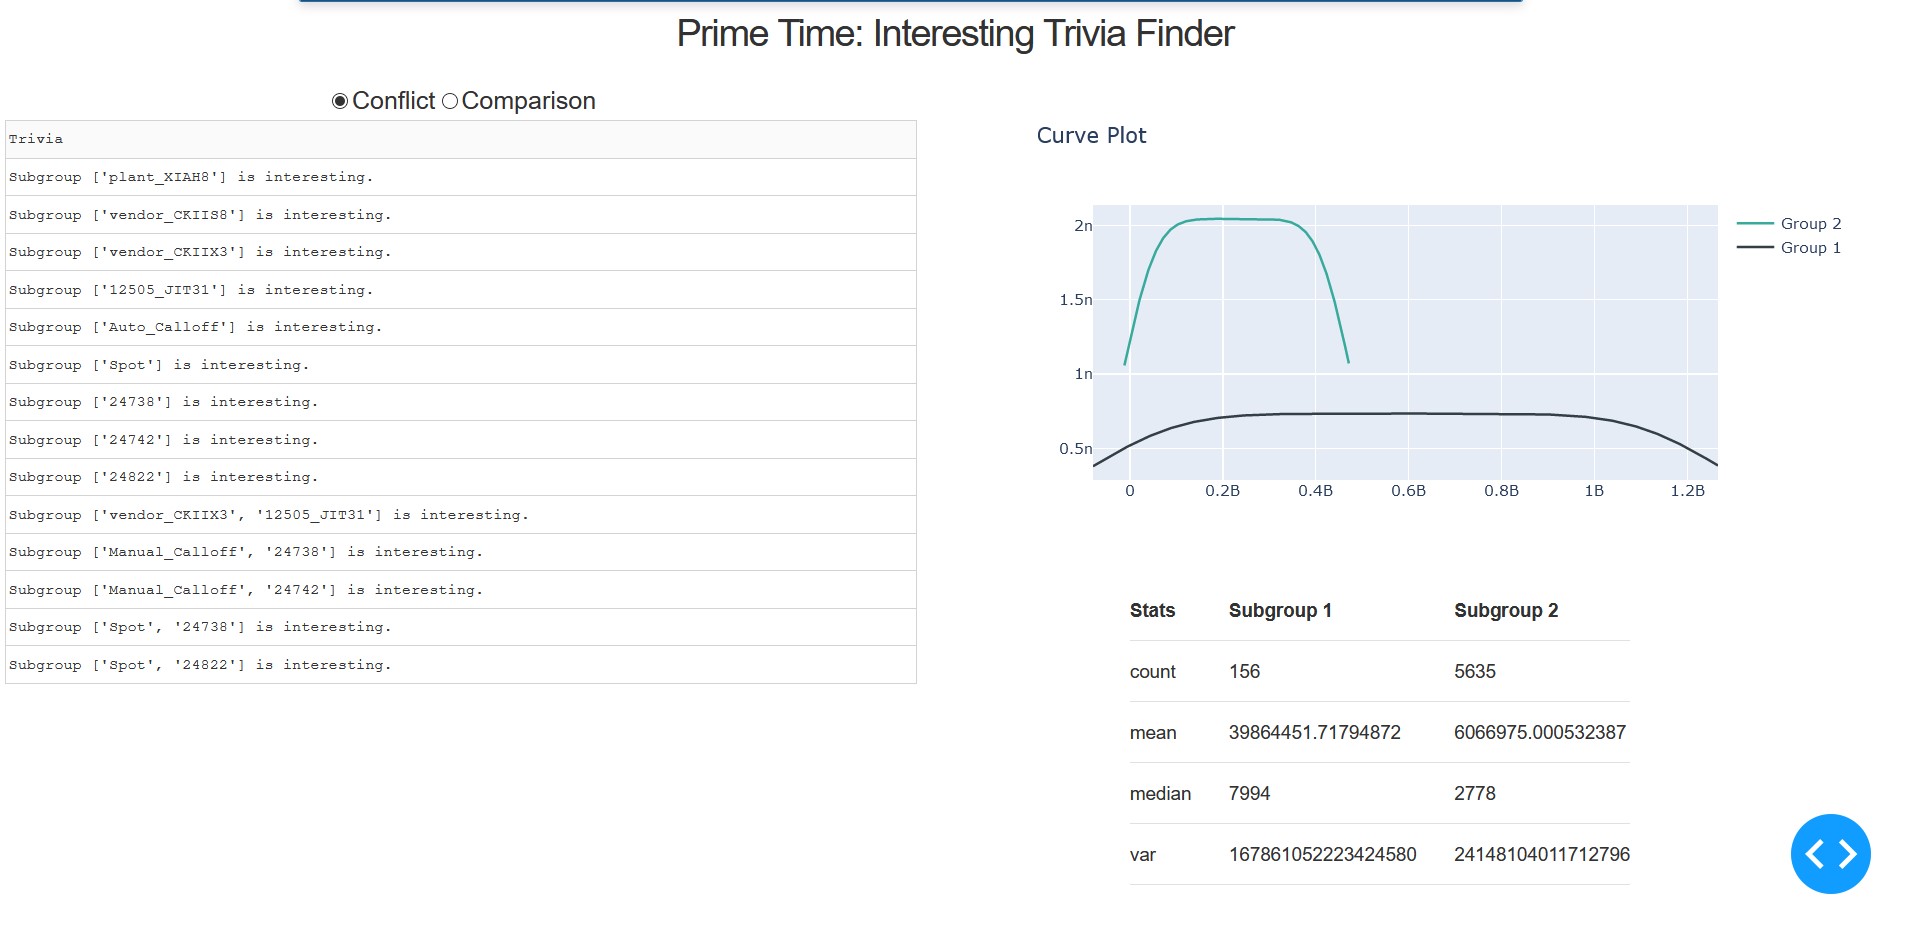 Prime Time: Interesting Trivia Finder
Conflict Comparison
Trivia
Subgroup ['plant_XIAH8'] is interesting.
Subgroup ['vendor_CKIIS8'] is interesting.
Subgroup ['vendor_CKIIX3'] is interesting.
Subgroup ['12505_JIT31'] is interesting.
Subgroup ['Auto_Calloff'] is interesting.
Subgroup ['Spot'] is interesting.
Subgroup ['24738'] is interesting.
Subgroup ['24742'] is interesting.
Subgroup ['24822'] is interesting.
Subgroup ['vendor_CKIIX3', '12505_JIT31'] is interesting.
Subgroup ['Manual_Calloff', '24738'] is interesting.
Subgroup ['Manual_Calloff', '24742'] is interesting.
Subgroup ['Spot', '24738'] is interesting.
Subgroup ['Spot', '24822'] is interesting.
Curve Plot
2n
1.5n
1n
0.5n
0 0.2B 0.4B 0.6B 0.8B 1B 1.2B
Group 2
Group 1
Stats Subgroup 1 Subgroup 2
count 156 5635
mean 39864451.71794872 6066975.000532387
median 7994 2778
var 167861052223424580 24148104011712796